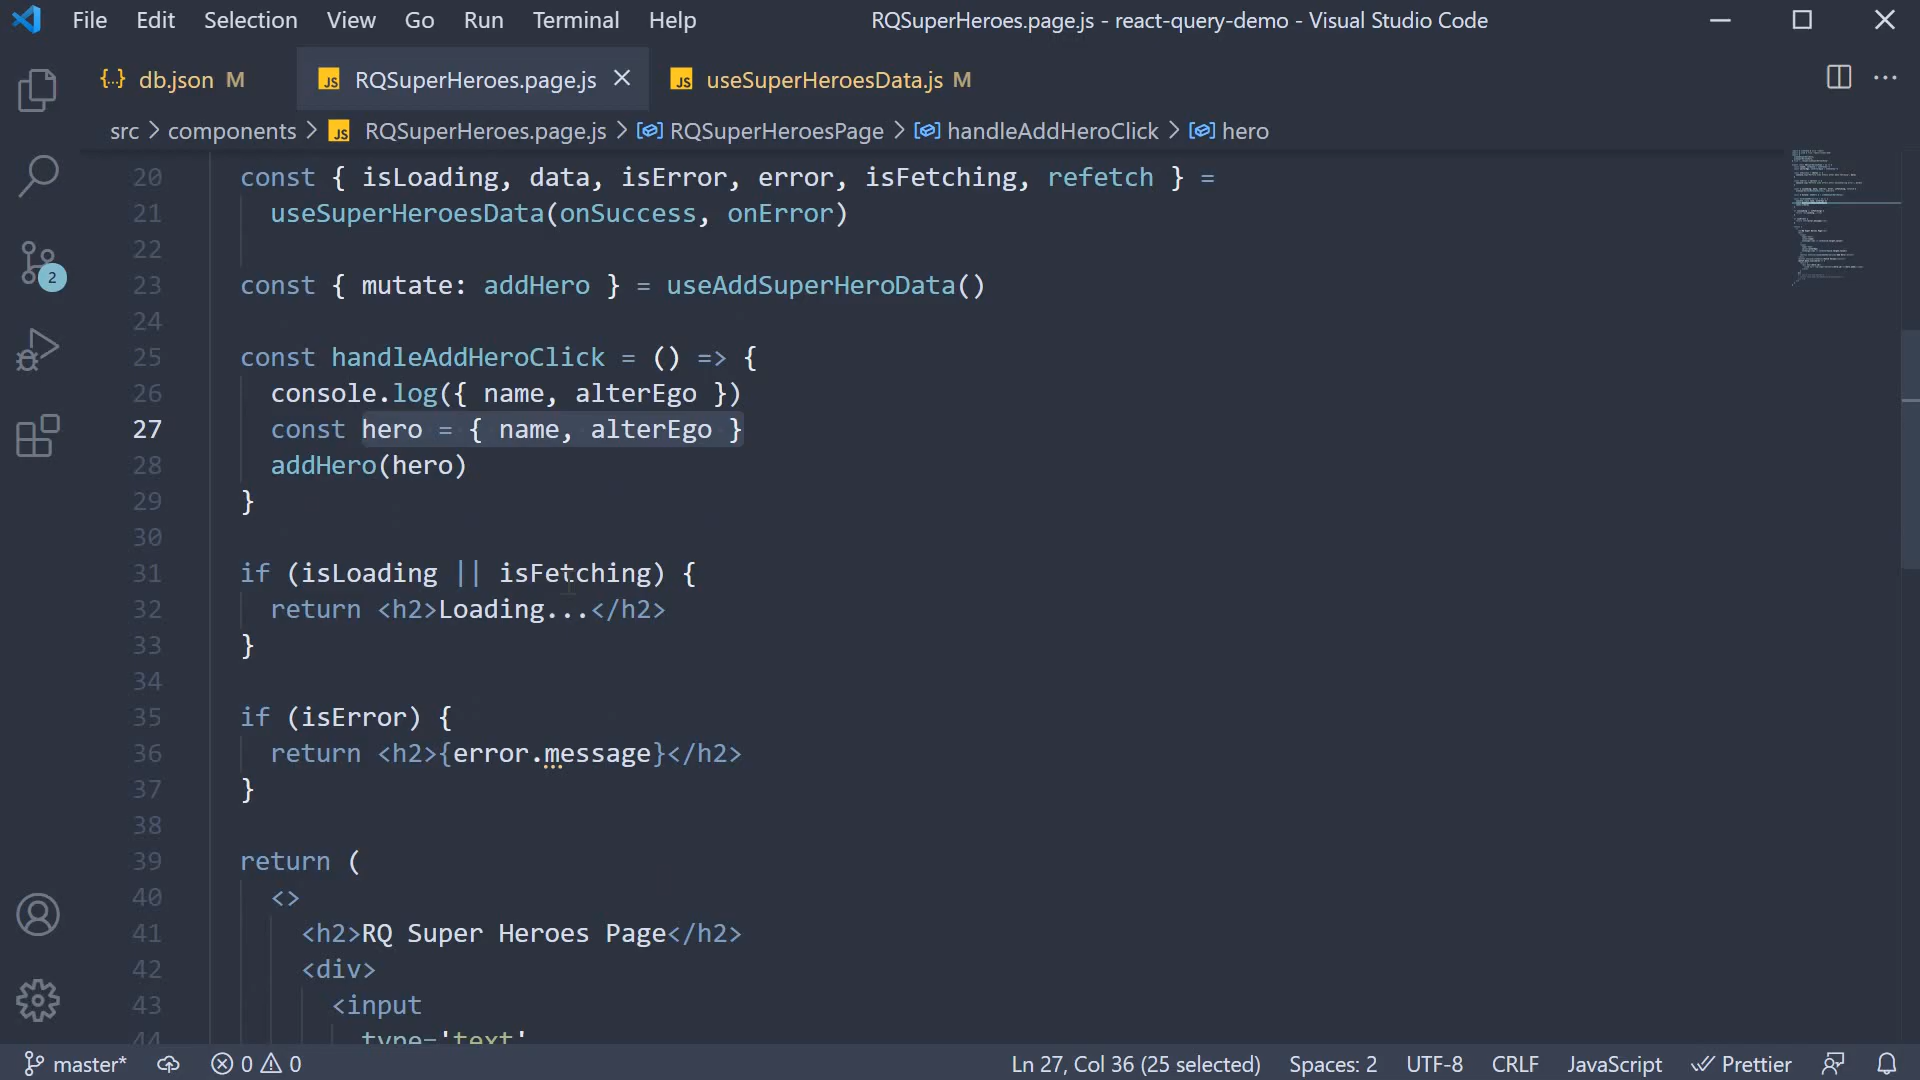 File Edit Selection View Go Run Terminal Help RQSuperHeroes.page.js - react-query-demo - Visual Studio Code
{..} db.json M JS RQSuperHeroes.page.js JS useSuperHeroesData.js M
src > components > JS RQSuperHeroes.page.js > RQSuperHeroesPage > handleAddHeroClick > hero
20 const { isLoading, data, isError, error, isFetching, refetch } =
21 useSuperHeroesData(onSuccess, onError)
22
23 const { mutate: addHero } = useAddSuperHeroData()
24
25 const handleAddHeroClick = () => {
26 console.log({ name, alterEgo })
27 const hero = { name, alterEgo }
28 addHero(hero)
29 }
30
31 if (isLoading || isFetching) {
32 return <h2>Loading...</h2>
33 }
34
35 if (isError) {
36 return <h2>{error.message}</h2>
37 }
38
39 return (
40 <>
41 <h2>RQ Super Heroes Page</h2>
42 <div>
43 <input
44 type='text'
2
master* 0 0 Ln 27, Col 36 (25 selected) Spaces: 2 UTF-8 CRLF JavaScript Prettier